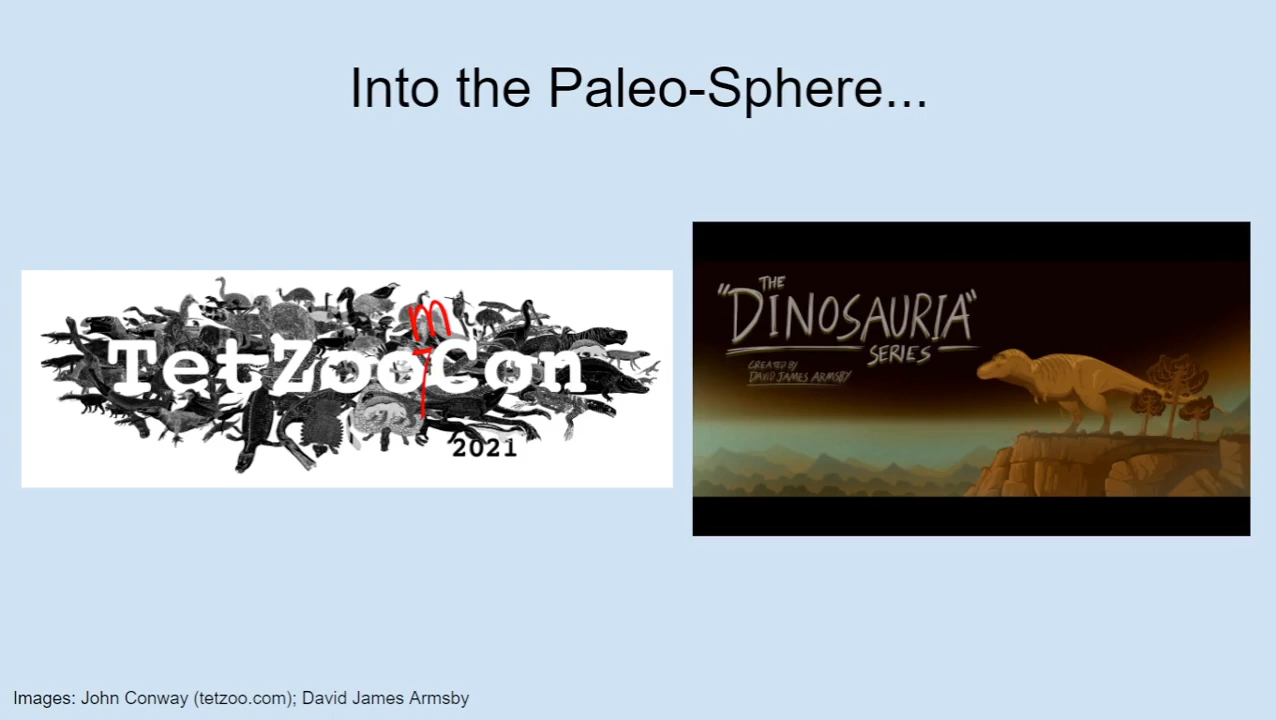 Into the Paleo-Sphere...
TetZoomCon
2021
THE
"DINOSAURIA"
SERIES
CREATED BY
DAVID JAMES ARMSBY
Images: John Conway (tetzoo.com); David James Armsby